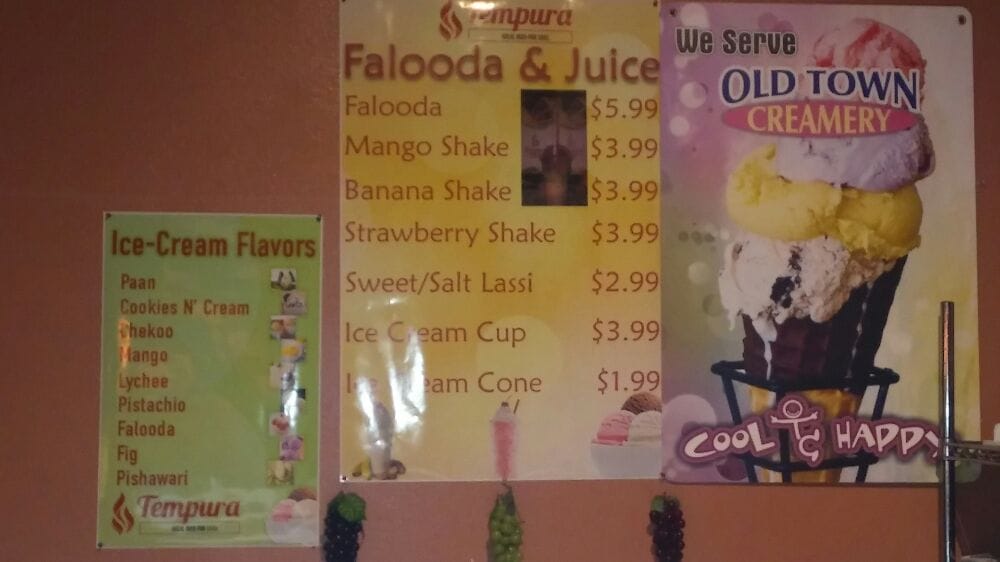 Ice-Cream Flavors
Paan
Cookies N' Cream
Chekoo
Mango
Lychee
Pistachio
Falooda
Fig
Pishawari
Tempura
Tempura
Falooda & Juice
Falooda $5.99
Mango Shake $3.99
Banana Shake $3.99
Strawberry Shake $3.99
Sweet/Salt Lassi $2.99
Ice Cream Cup $3.99
Ice Cream Cone $1.99
We Serve
OLD TOWN
CREAMERY
COOL HAPPY